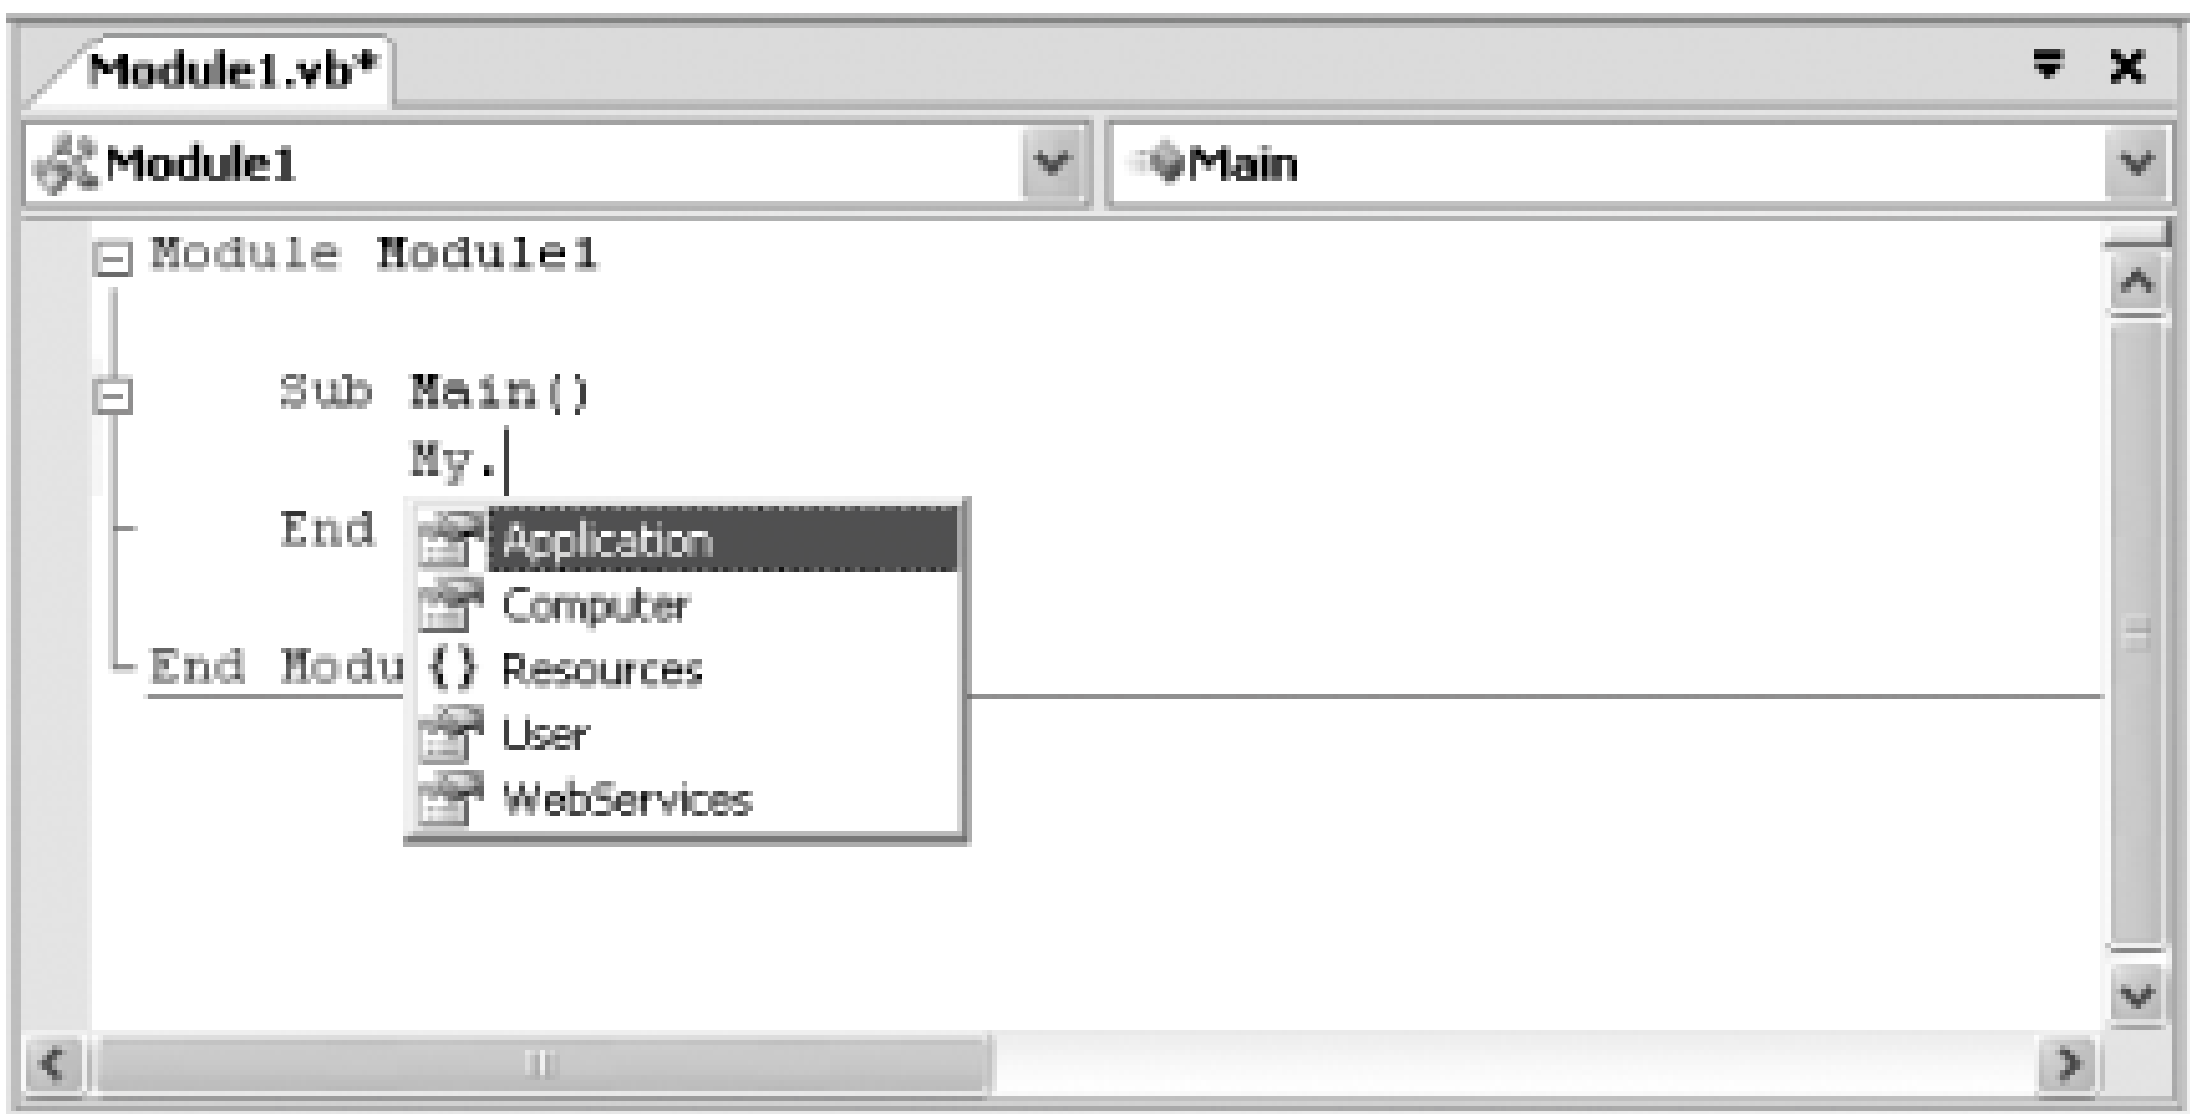 Module1.vb*
Module1 Main
Module Module1
Sub Main()
My.
End
Application
Computer
End Modu
Resources
User
WebServices